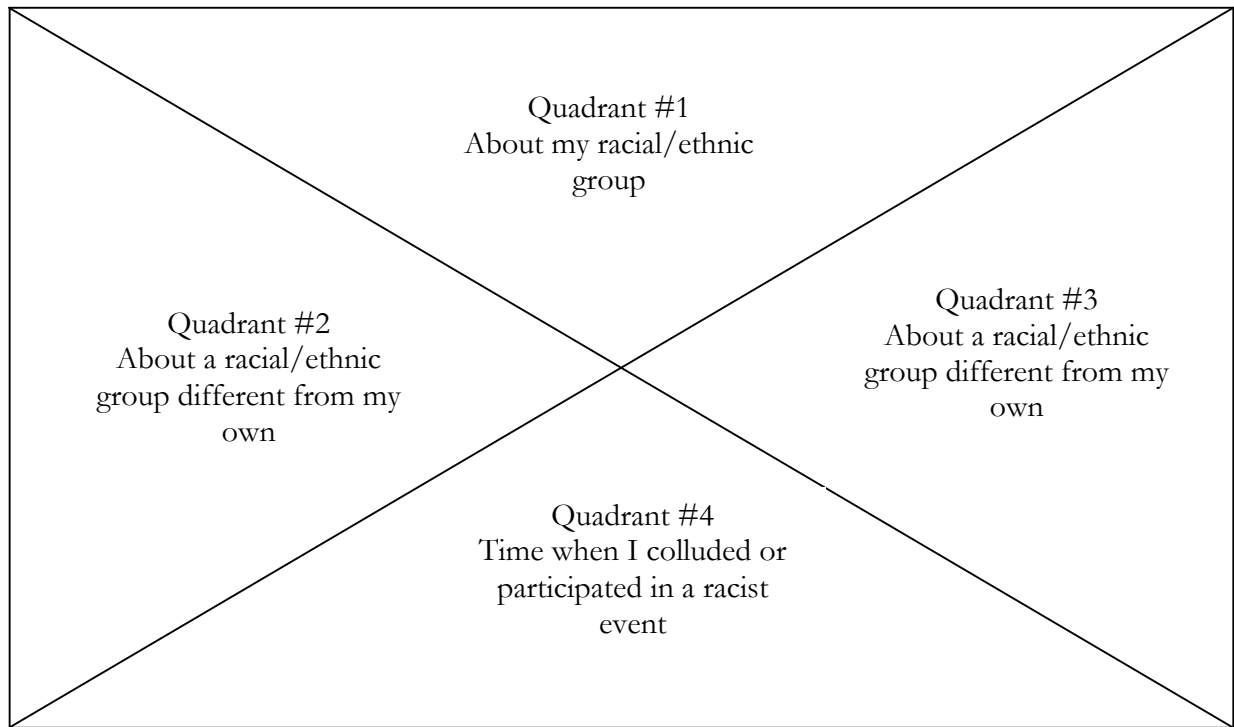 Quadrant #1
About my racial/ethnic
group
Quadrant #2
About a racial/ethnic
group different from my
own
Quadrant #3
About a racial/ethnic
group different from my
own
Quadrant #4
Time when I colluded or
participated in a racist
event